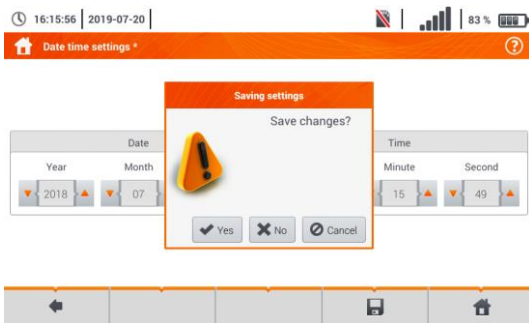 16:15:56 2019-07-20 83 %
Date time settings *
Saving settings
Save changes?
Date Time
Year Month Minute Second
2018 07 15 49
Yes No Cancel